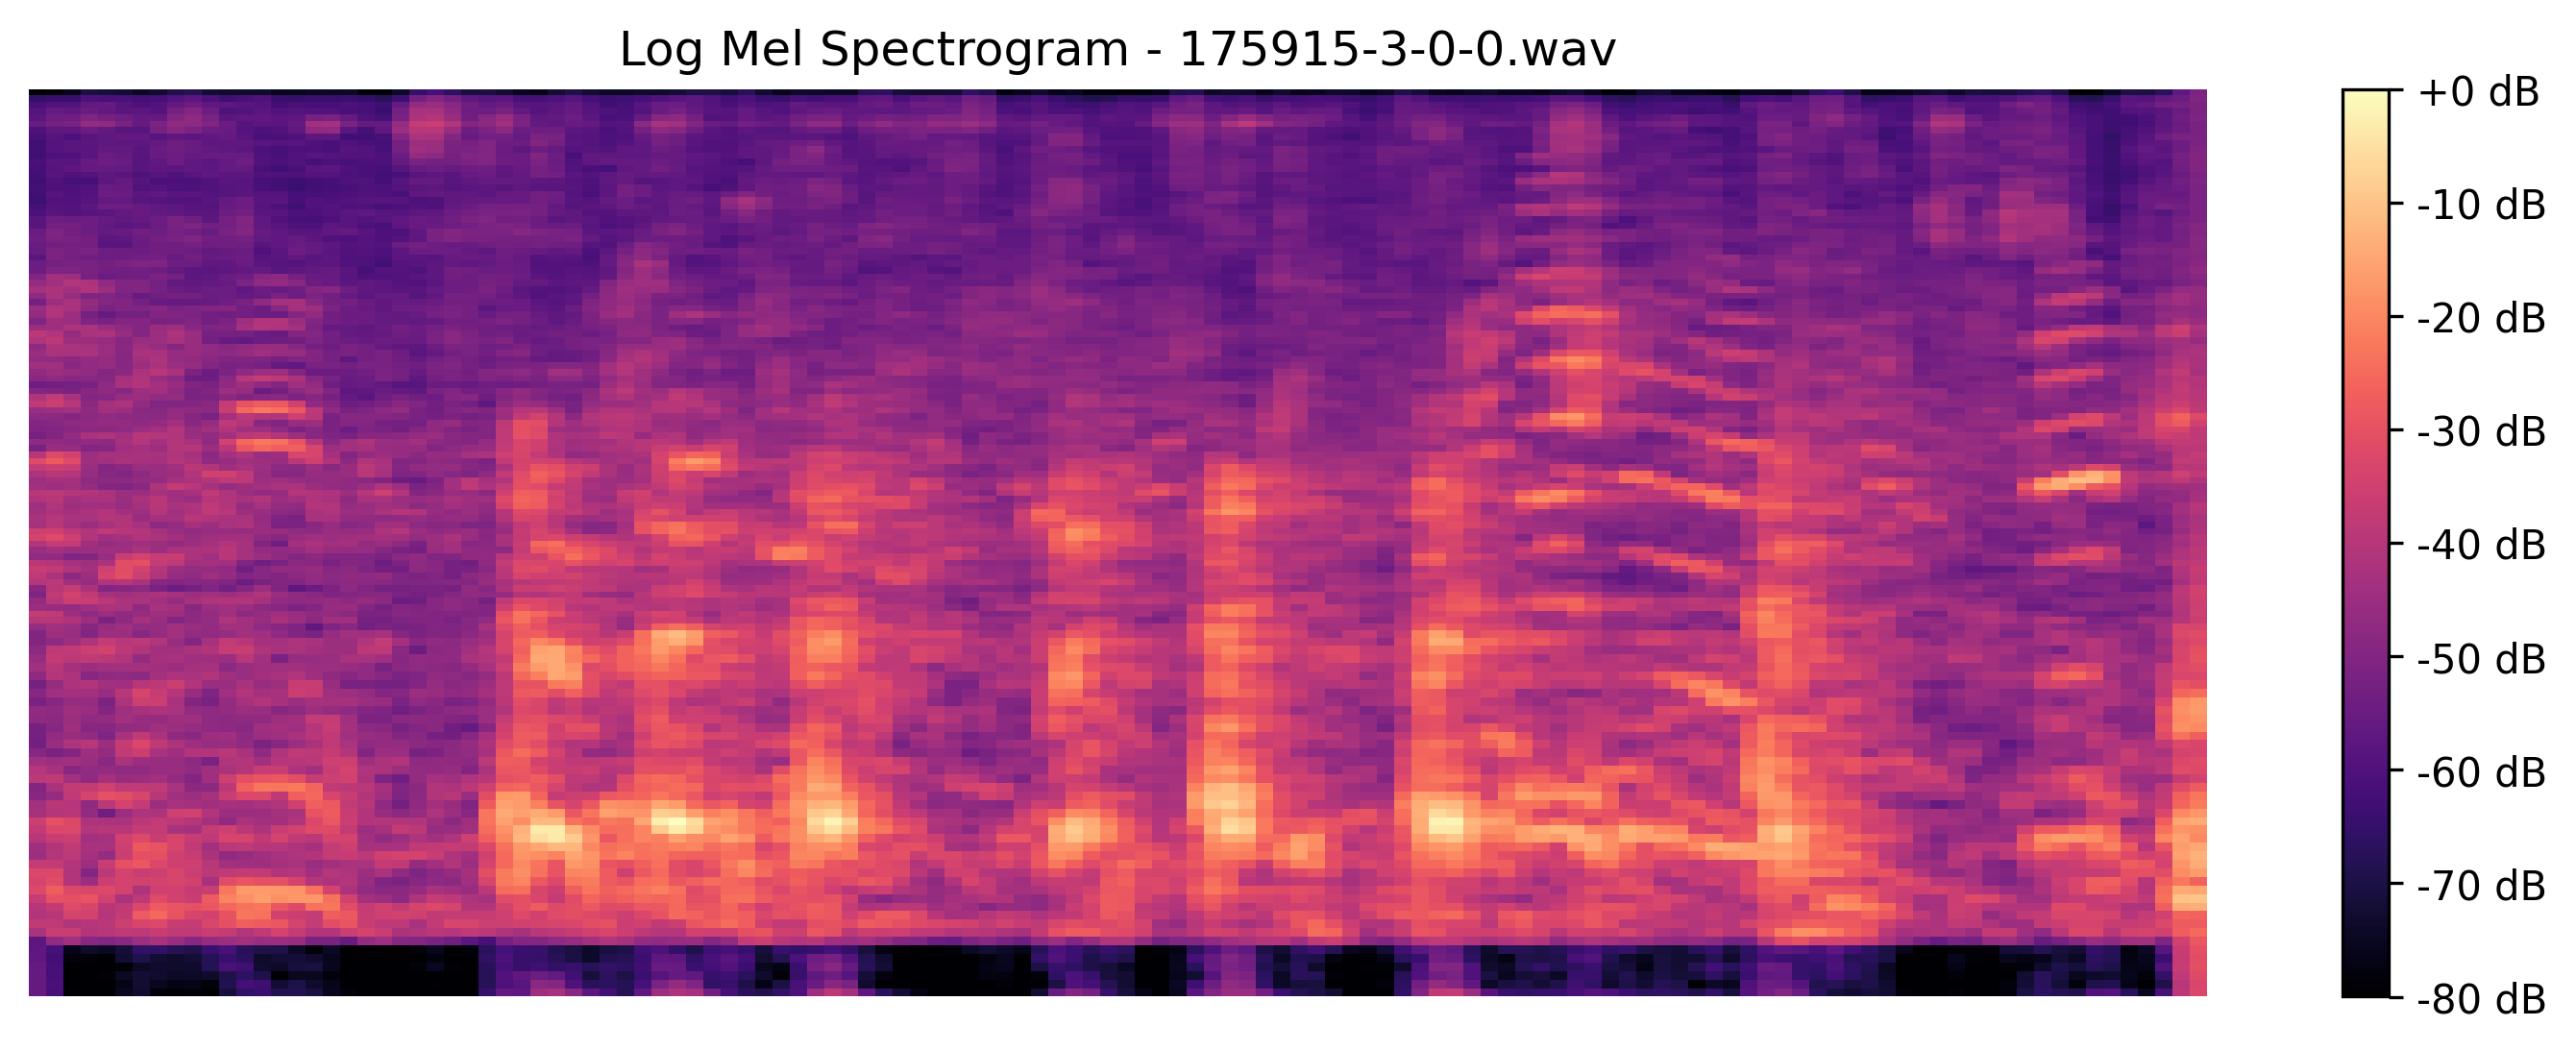 Log Mel Spectrogram - 175915-3-0-0.wav
+0 dB
-10 dB
-20 dB
-30 dB
-40 dB
-50 dB
-60 dB
-70 dB
-80 dB